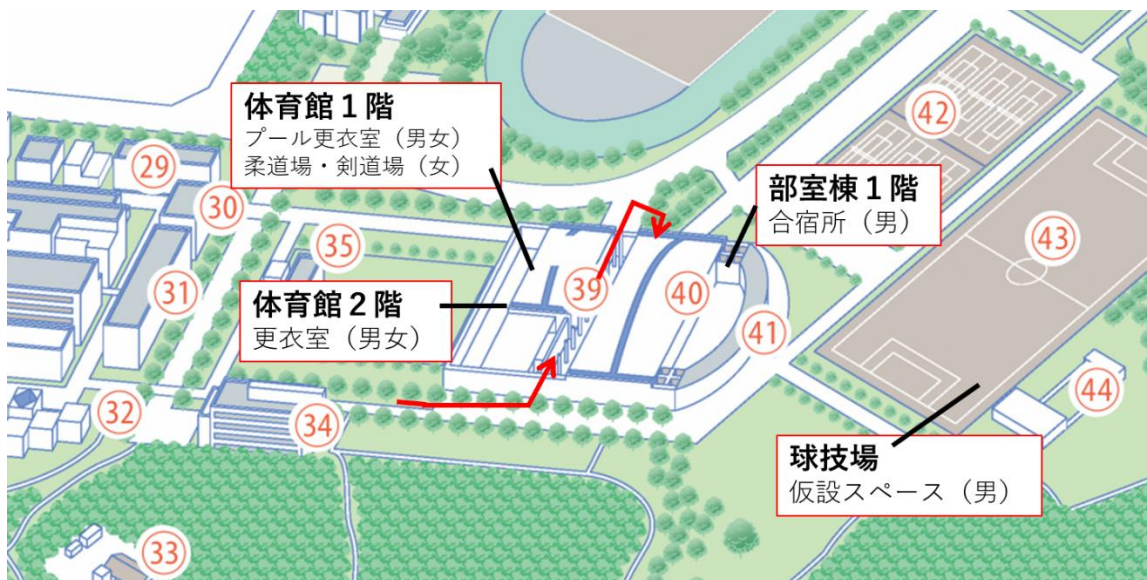 体育館１階
プール更衣室（男女）
柔道場・剣道場（女）
42
29
部室棟１階
合宿所（男）
30
35
43
31
39
40
体育館２階
更衣室（男女）
41
44
32
34
球技場
仮設スペース（男）
33